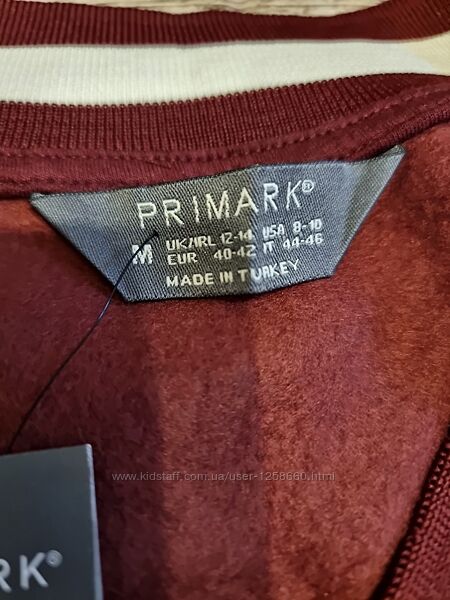 PRIMARK®
M UK/IRL 12-14 USA 8-10
EUR 40-42 IT 44-46
MADE IN TURKEY
www.kidstaff.com.ua/user-1258660.html
RK®